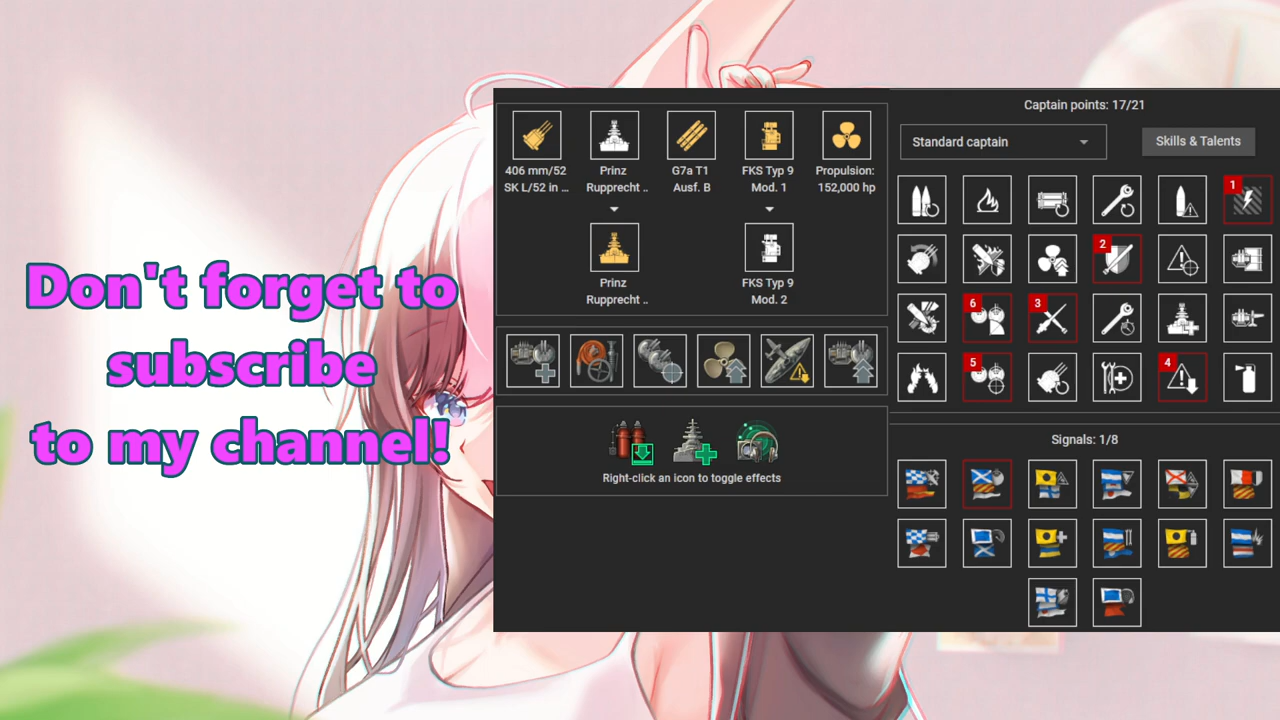 Don't forget to
subscribe
to my channel!
406 mm/52
SK L/52 in ...
Prinz
Rupprecht ..
G7a T1
Ausf. B
FKS Typ 9
Mod. 1
Propulsion:
152,000 hp
Prinz
Rupprecht ..
FKS Typ 9
Mod. 2
Right-click an icon to toggle effects
Captain points: 17/21
Standard captain
Skills & Talents
1
2
6
3
5
4
Signals: 1/8